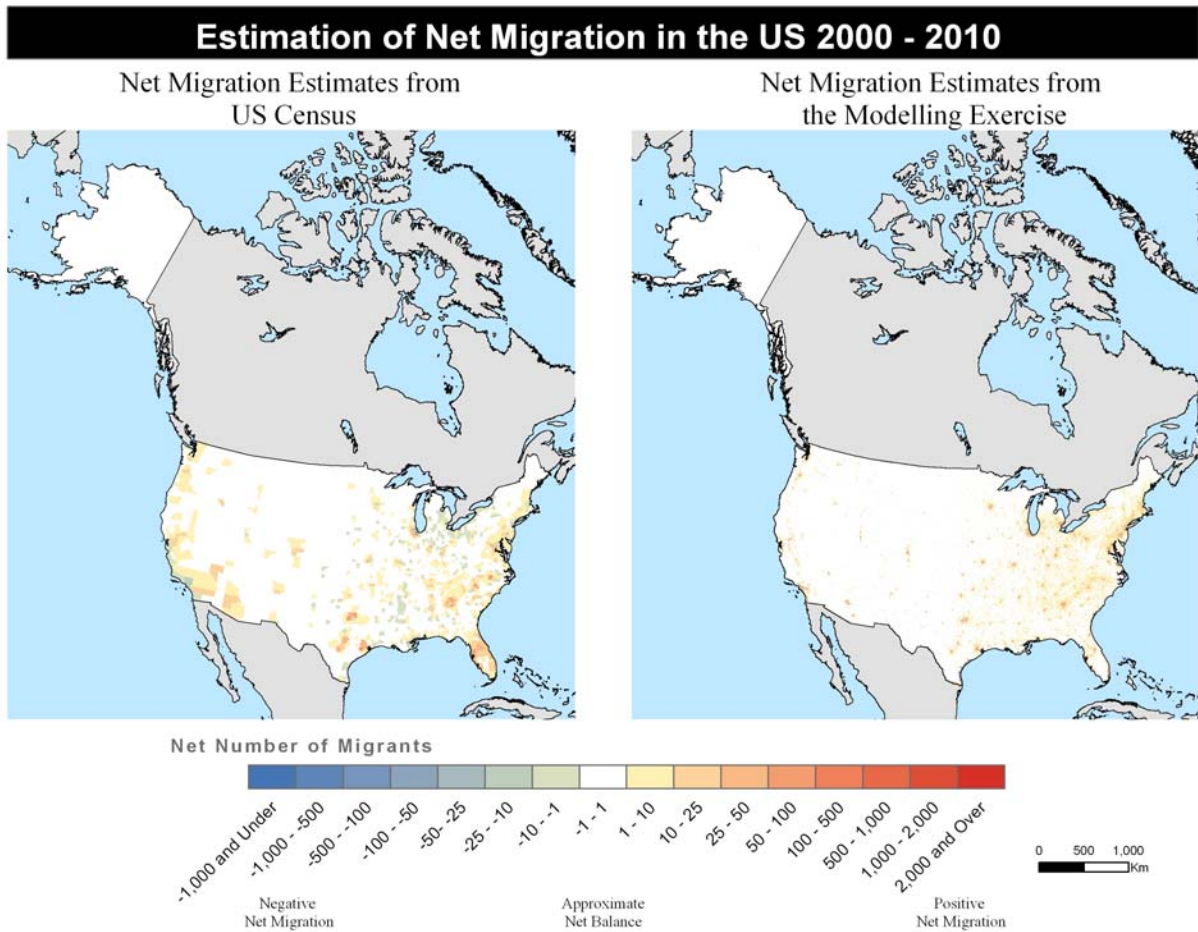 Estimation of Net Migration in the US 2000 - 2010
Net Migration Estimates from
US Census
Net Migration Estimates from
the Modelling Exercise
Net Number of Migrants
-1,000 and Under
-1,000 - -500
-500 - -100
-100 - -50
-50 - -25
-25 - -10
-10 - -1
-1 - 1
1 - 10
10 - 25
25 - 50
50 - 100
100 - 500
500 - 1,000
1,000 - 2,000
2,000 and Over
0 500 1,000
Km
Negative
Net Migration
Approximate
Net Balance
Positive
Net Migration